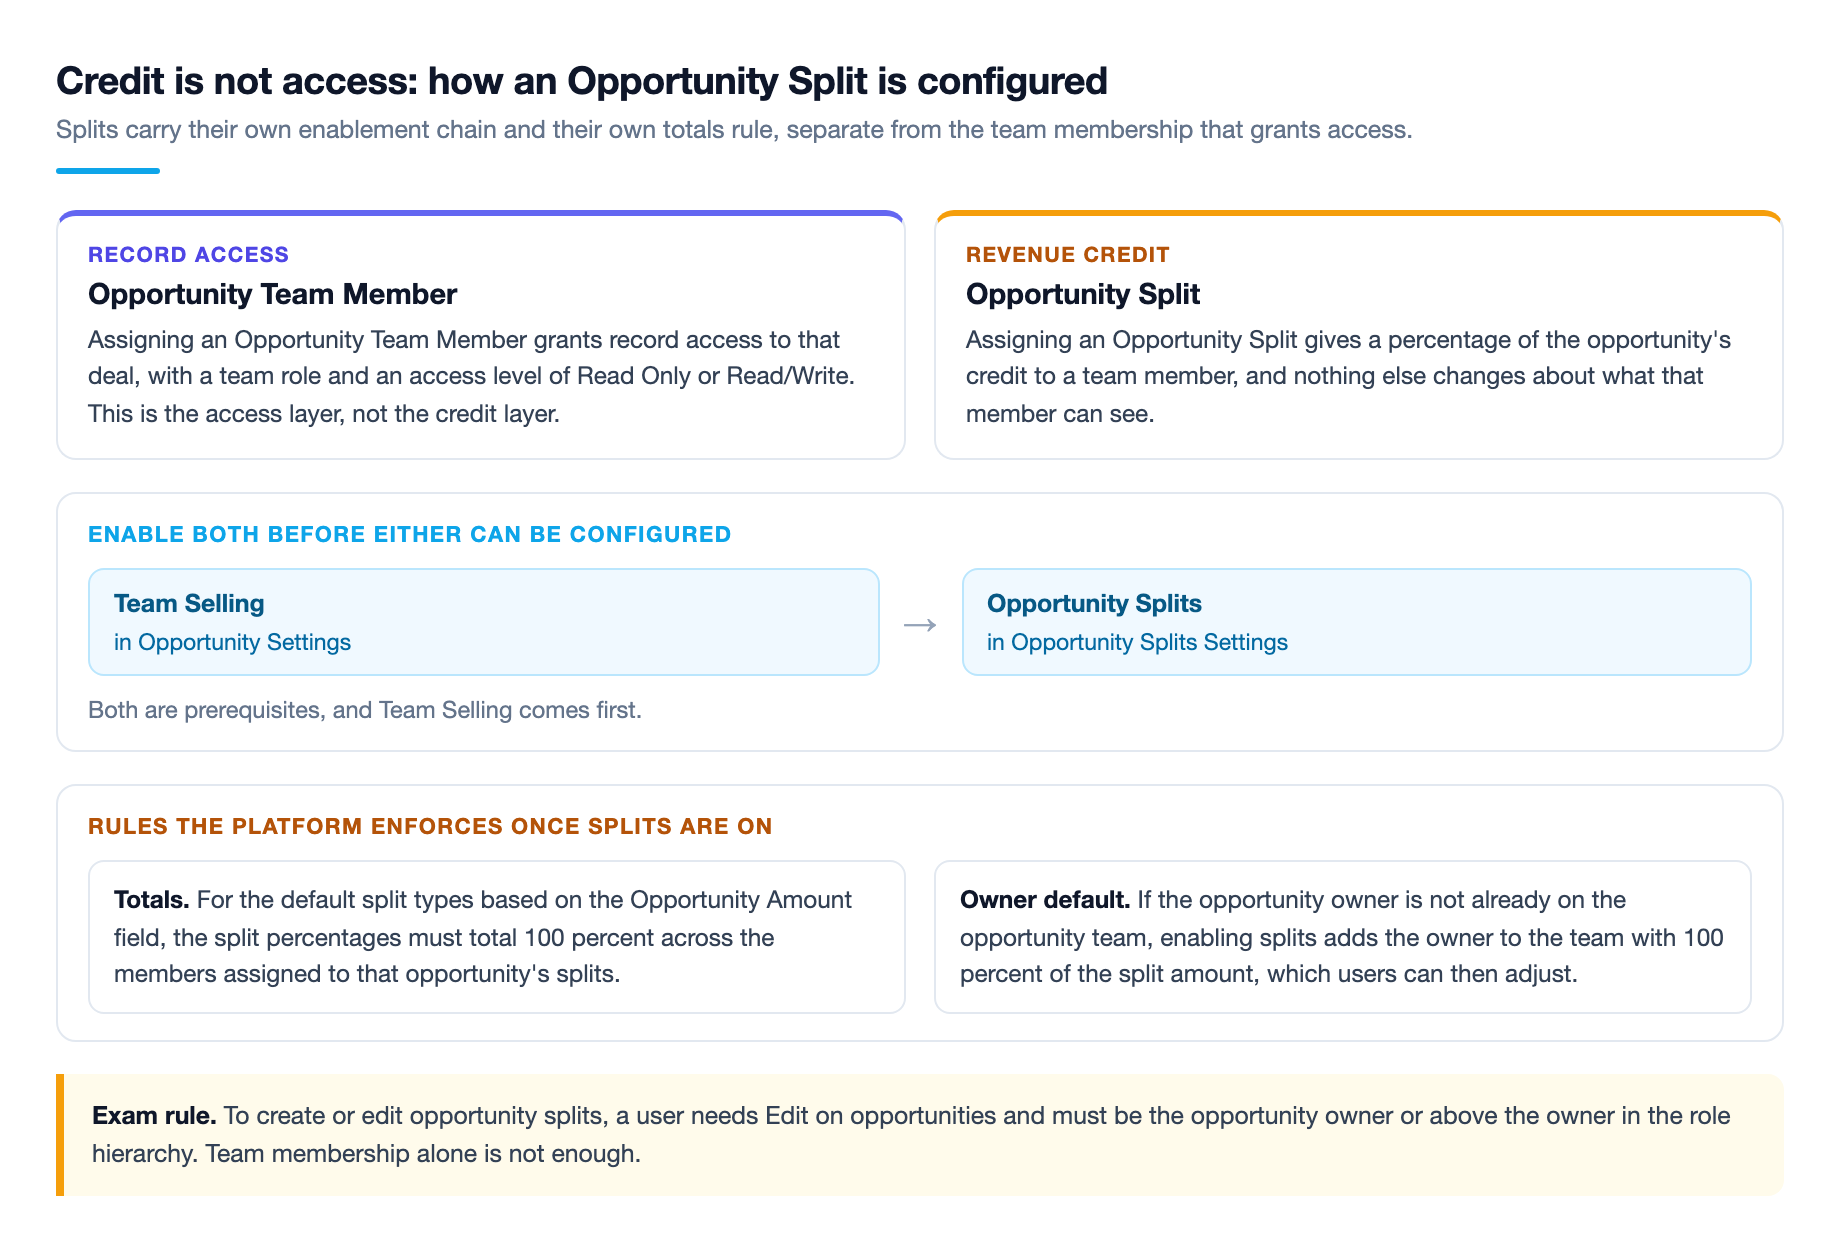 Credit is not access: how an Opportunity Split is configured
Splits carry their own enablement chain and their own totals rule, separate from the team membership that grants access.
RECORD ACCESS
Opportunity Team Member
Assigning an Opportunity Team Member grants record access to that
deal, with a team role and an access level of Read Only or Read/Write.
This is the access layer, not the credit layer.
REVENUE CREDIT
Opportunity Split
Assigning an Opportunity Split gives a percentage of the opportunity's
credit to a team member, and nothing else changes about what that
member can see.
ENABLE BOTH BEFORE EITHER CAN BE CONFIGURED
Team Selling
in Opportunity Settings
→
Opportunity Splits
in Opportunity Splits Settings
Both are prerequisites, and Team Selling comes first.
RULES THE PLATFORM ENFORCES ONCE SPLITS ARE ON
Totals. For the default split types based on the Opportunity Amount
field, the split percentages must total 100 percent across the
members assigned to that opportunity's splits.
Owner default. If the opportunity owner is not already on the
opportunity team, enabling splits adds the owner to the team with 100
percent of the split amount, which users can then adjust.
Exam rule. To create or edit opportunity splits, a user needs Edit on opportunities and must be the opportunity owner or above the owner in the role
hierarchy. Team membership alone is not enough.